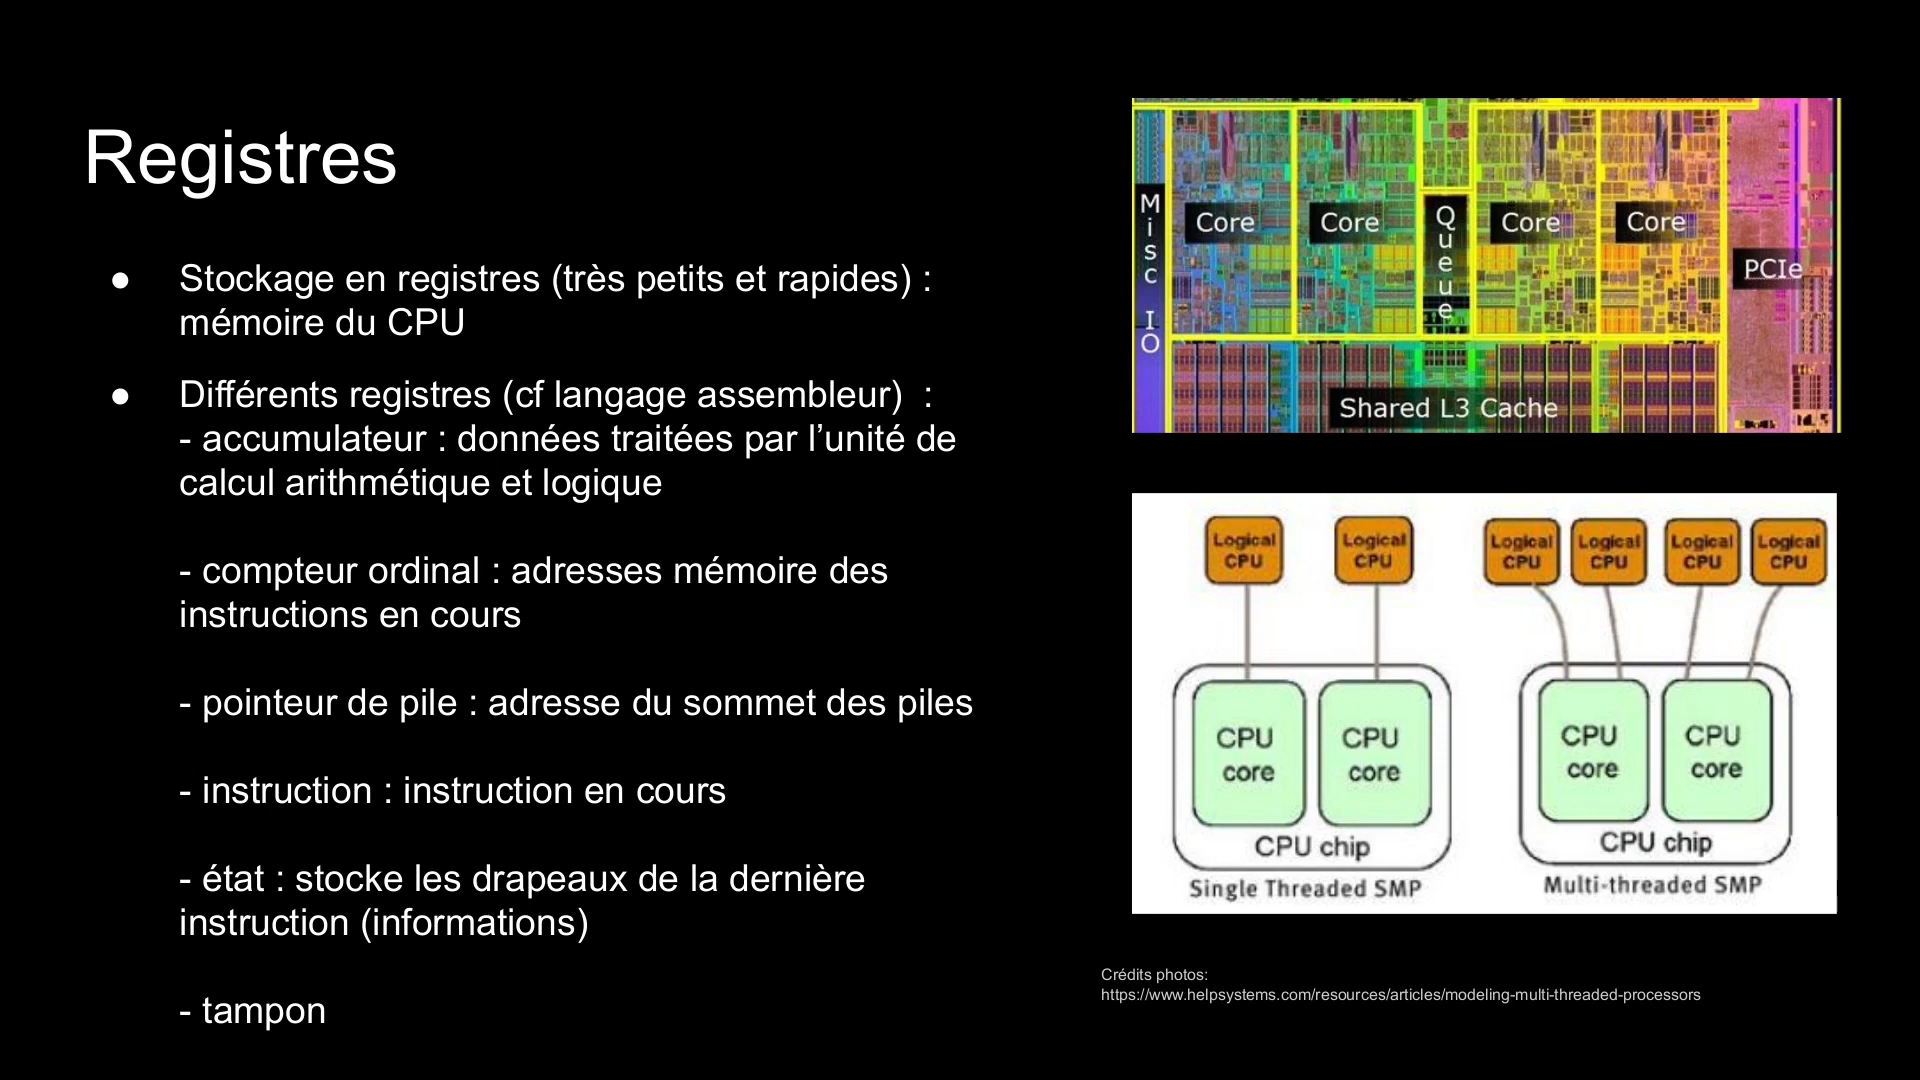 Registres
● Stockage en registres (très petits et rapides) :
mémoire du CPU
● Différents registres (cf langage assembleur)  :
- accumulateur : données traitées par l’unité de
calcul arithmétique et logique
- compteur ordinal : adresses mémoire des
instructions en cours
- pointeur de pile : adresse du sommet des piles
- instruction : instruction en cours
- état : stocke les drapeaux de la dernière
instruction (informations)
- tampon
Misc IO
Core
Core
Queue
Core
Core
PCIe
Shared L3 Cache
Logical CPU
Logical CPU
Logical CPU
Logical CPU
Logical CPU
Logical CPU
CPU core
CPU core
CPU chip
Single Threaded SMP
CPU core
CPU core
CPU chip
Multi-threaded SMP
Crédits photos:
https://www.helpsystems.com/resources/articles/modeling-multi-threaded-processors